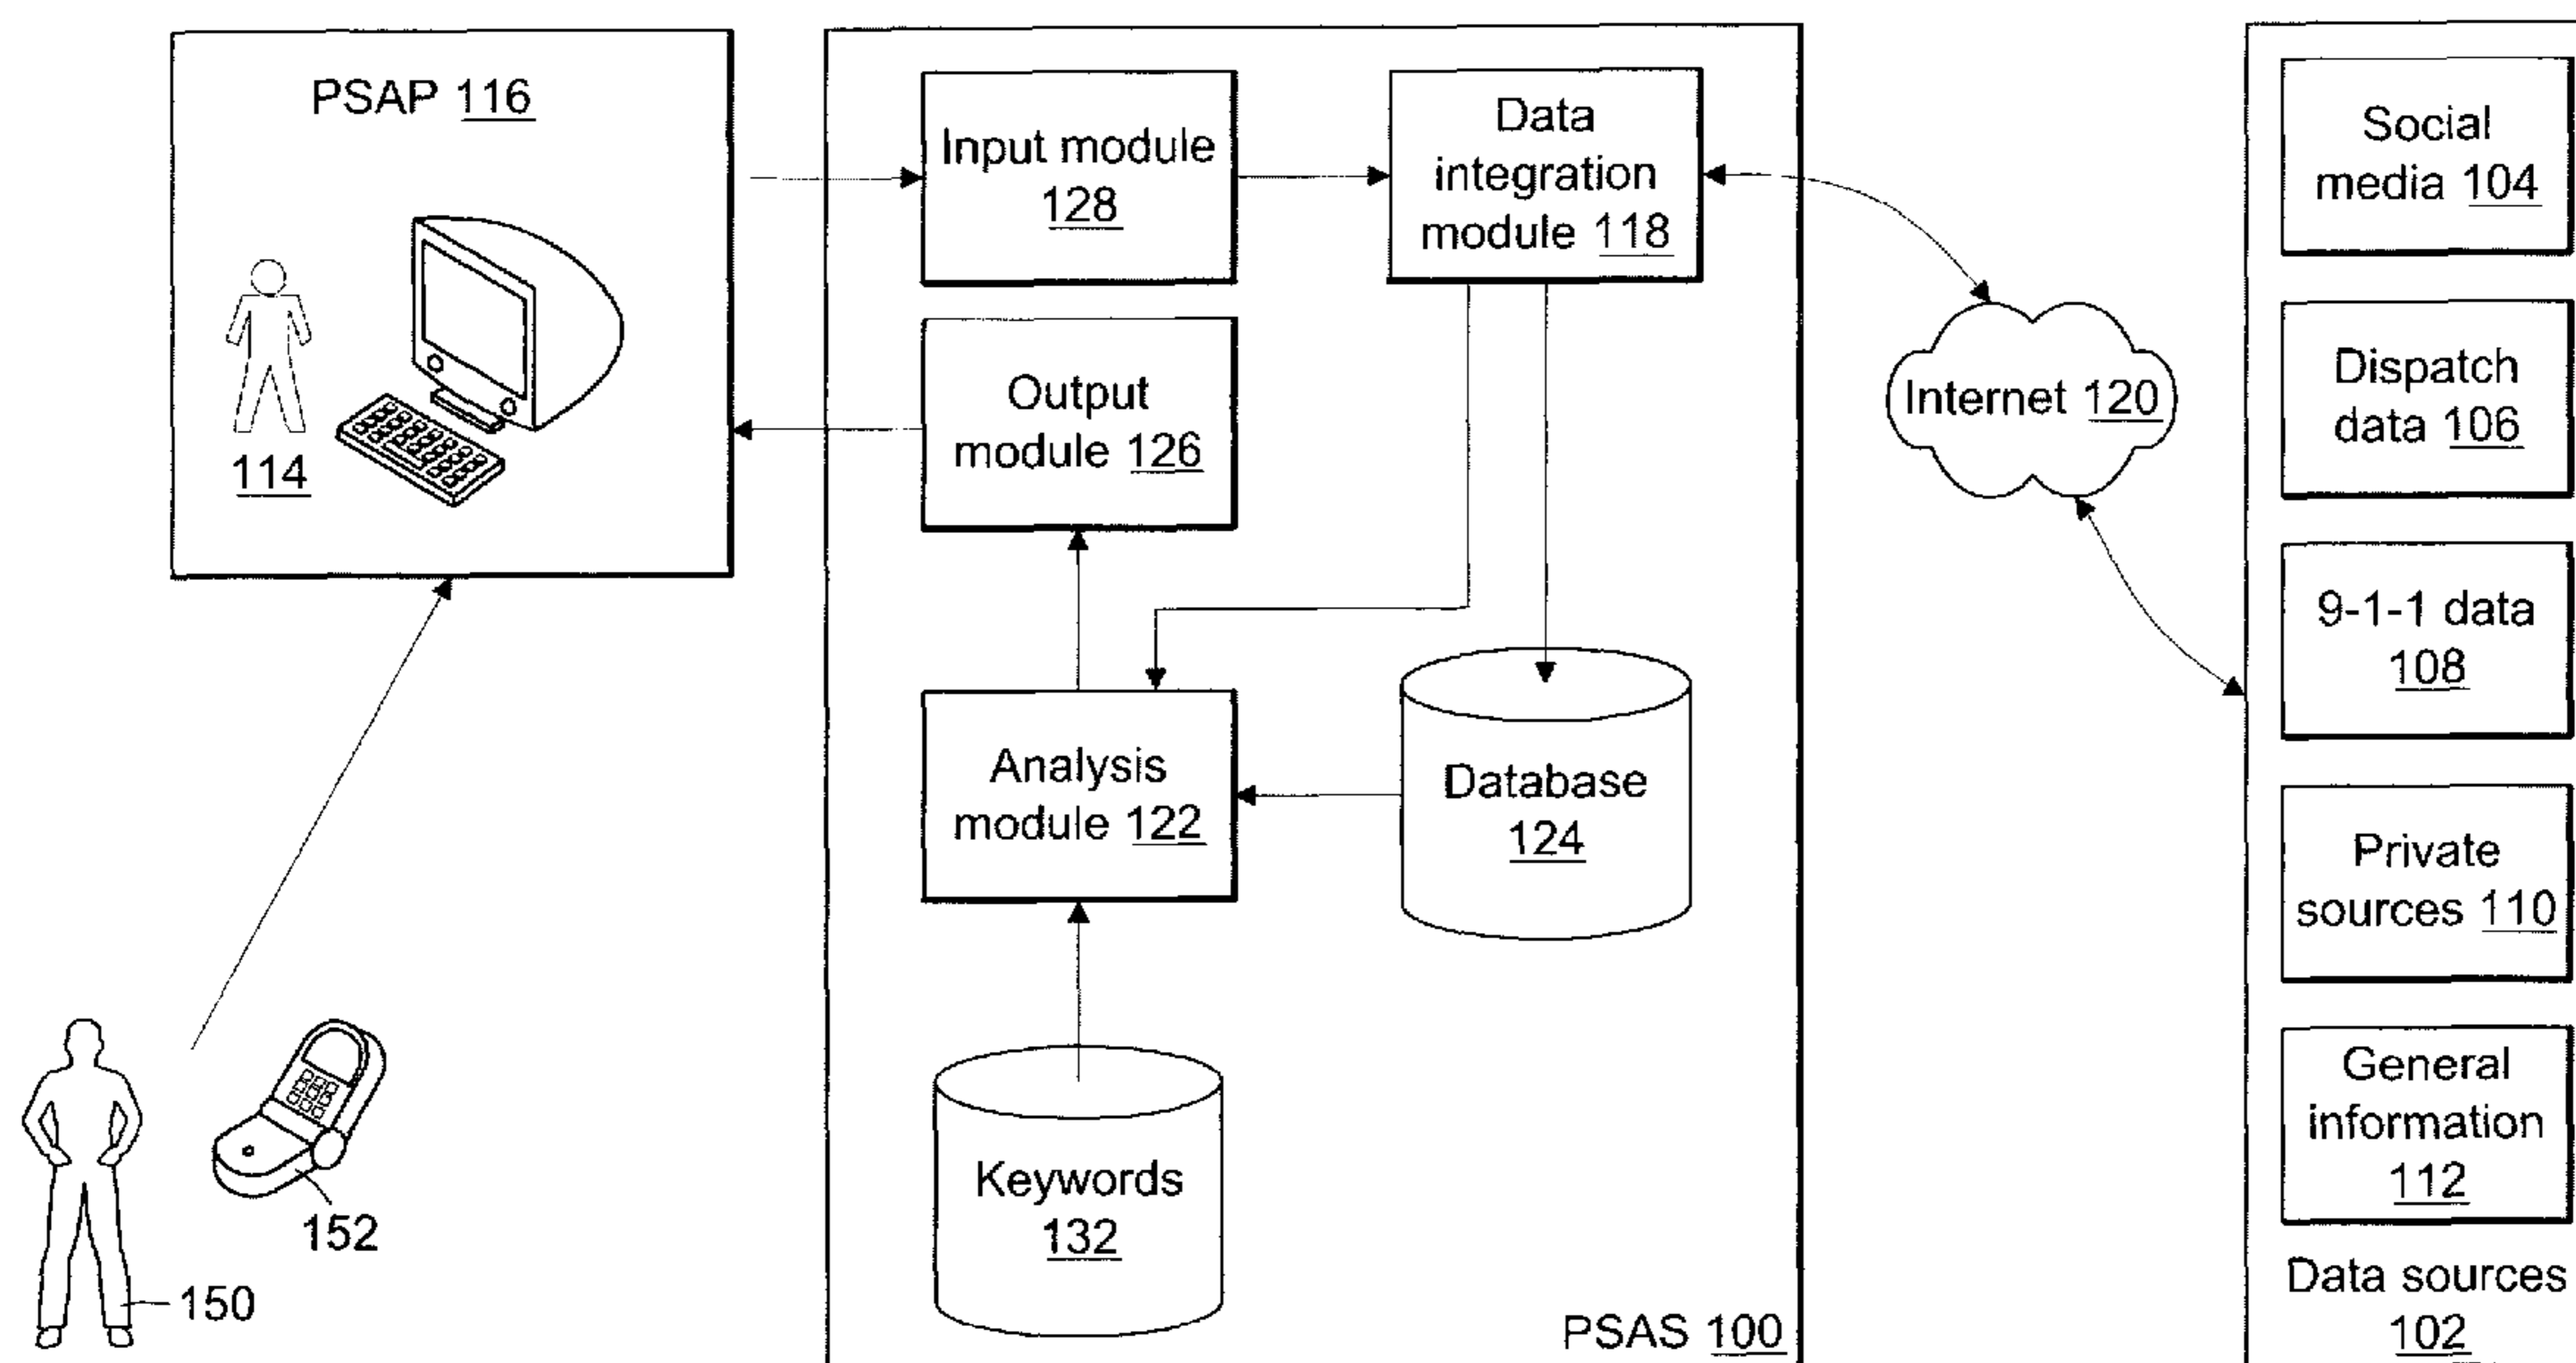 PSAP 116
114
152
150
Input module
128
Data
integration
module 118
Output
module 126
Analysis
module 122
Database
124
Keywords
132
PSAS 100
Internet 120
Social
media 104
Dispatch
data 106
9-1-1 data
108
Private
sources 110
General
information
112
Data sources
102